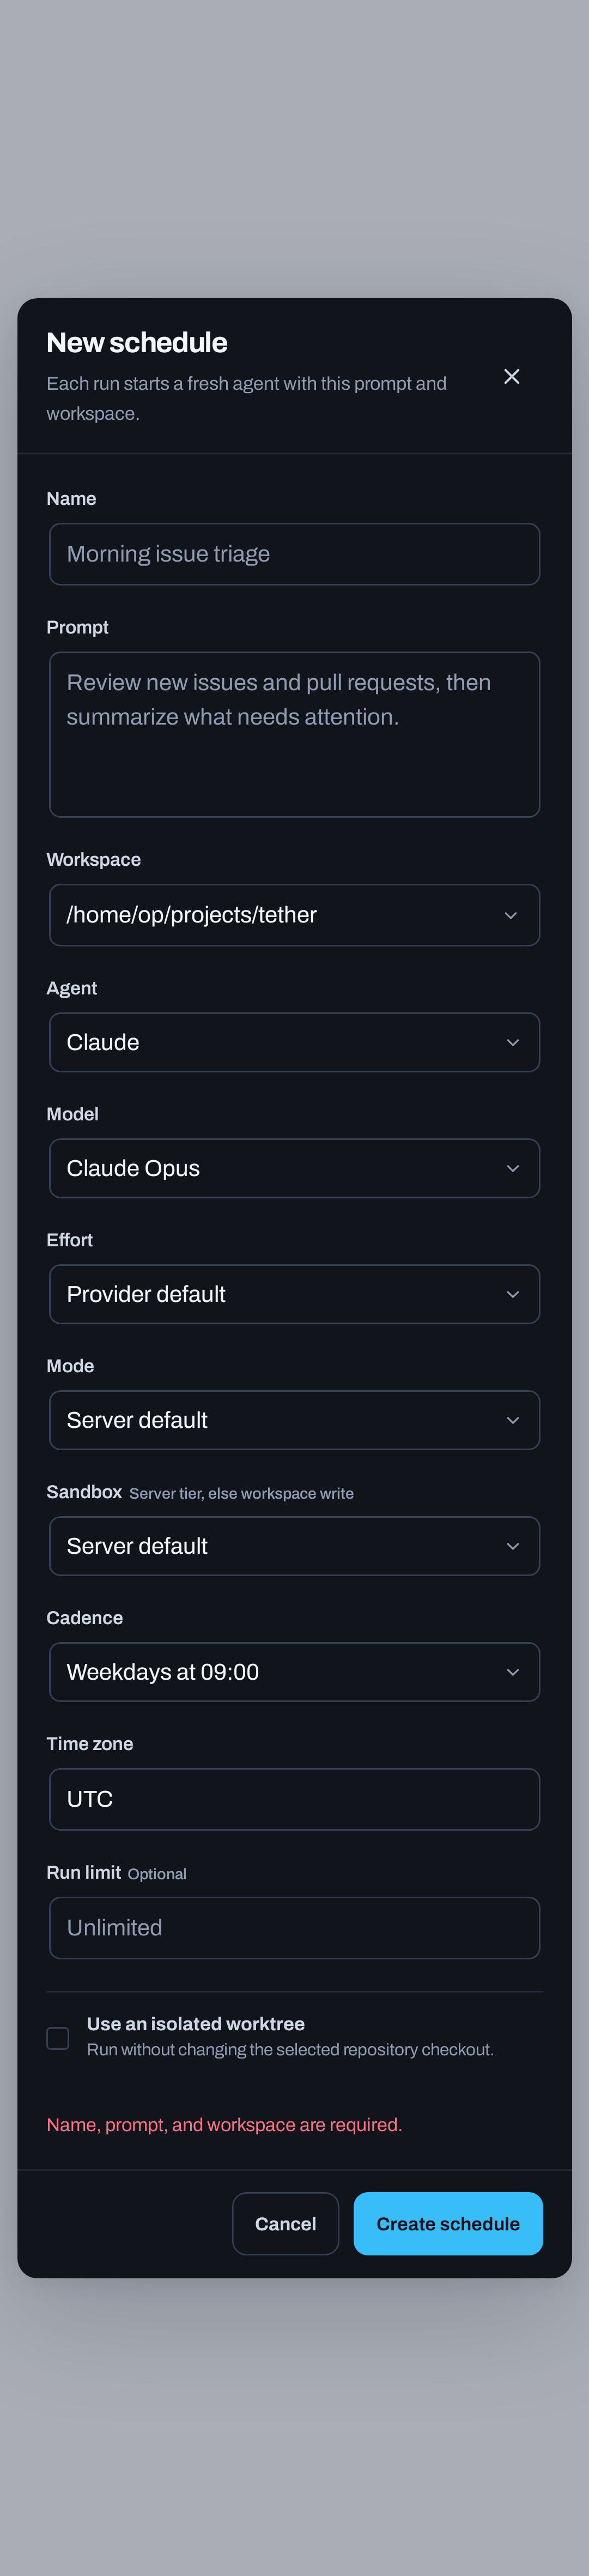 New schedule
Each run starts a fresh agent with this prompt and
workspace.
Name
Morning issue triage
Prompt
Review new issues and pull requests, then
summarize what needs attention.
Workspace
/home/op/projects/tether
Agent
Claude
Model
Claude Opus
Effort
Provider default
Mode
Server default
Sandbox Server tier, else workspace write
Server default
Cadence
Weekdays at 09:00
Time zone
UTC
Run limit Optional
Unlimited
Use an isolated worktree
Run without changing the selected repository checkout.
Name, prompt, and workspace are required.
Cancel Create schedule